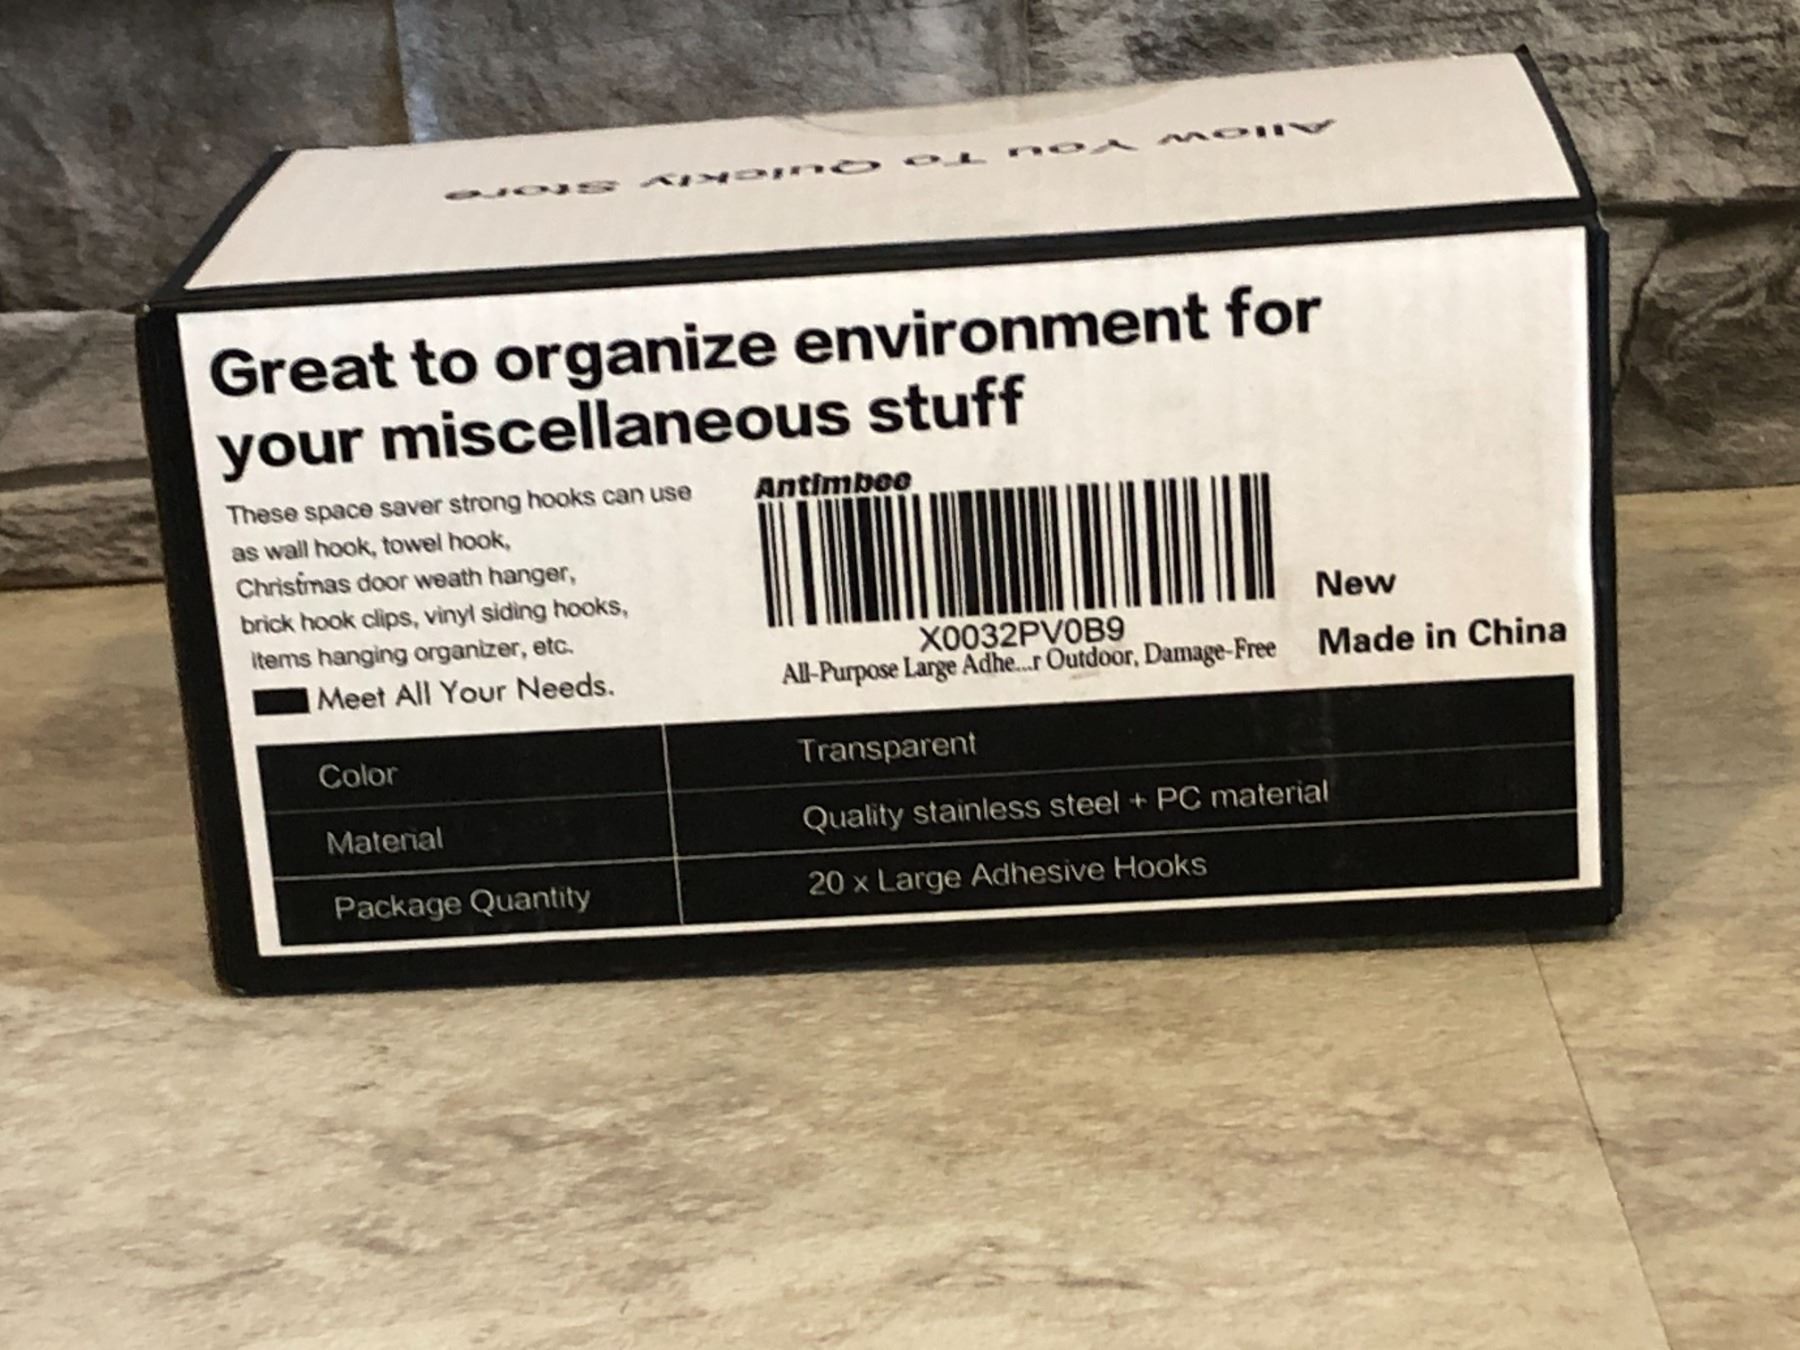 Allow You To Quickly Store
Great to organize environment for
your miscellaneous stuff
These space saver strong hooks can use
as wall hook, towel hook,
Christmas door weath hanger,
brick hook clips, vinyl siding hooks,
items hanging organizer, etc.
Meet All Your Needs.
Antimbee
X0032PV0B9
All-Purpose Large Adhe...r Outdoor, Damage-Free
New
Made in China
Color Transparent
Material Quality stainless steel + PC material
Package Quantity 20 x Large Adhesive Hooks